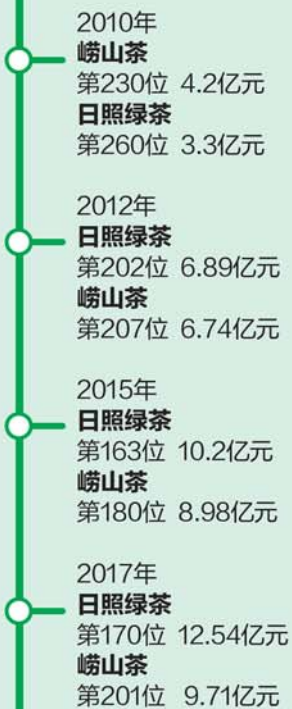 2010年
崂山茶
第230位 4.2亿元
日照绿茶
第260位 3.3亿元
2012年
日照绿茶
第202位 6.89亿元
崂山茶
第207位 6.74亿元
2015年
日照绿茶
第163位 10.2亿元
崂山茶
第180位 8.98亿元
2017年
日照绿茶
第170位 12.54亿元
崂山茶
第201位 9.71亿元